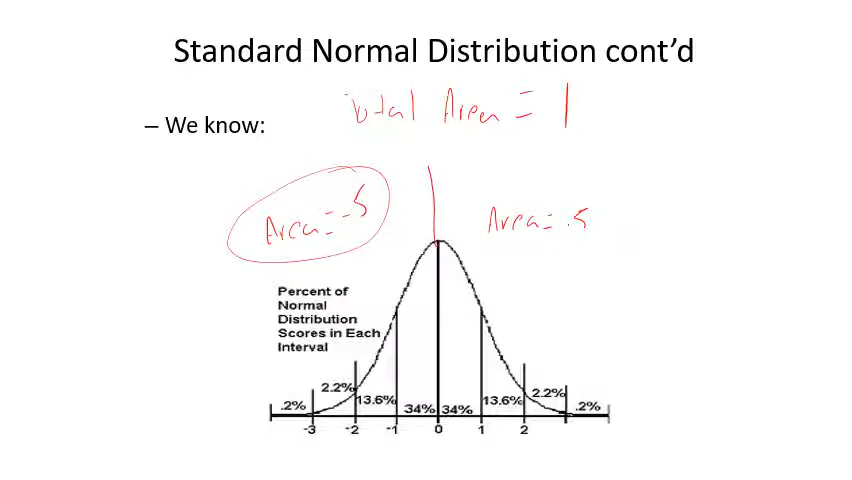 Standard Normal Distribution cont'd
Total Area = 1
– We know:
Area = .5
Area = .5
Percent of
Normal
Distribution
Scores in Each
Interval
.2% 2.2% 13.6% 34% 34% 13.6% 2.2% .2%
-3 -2 -1 0 1 2